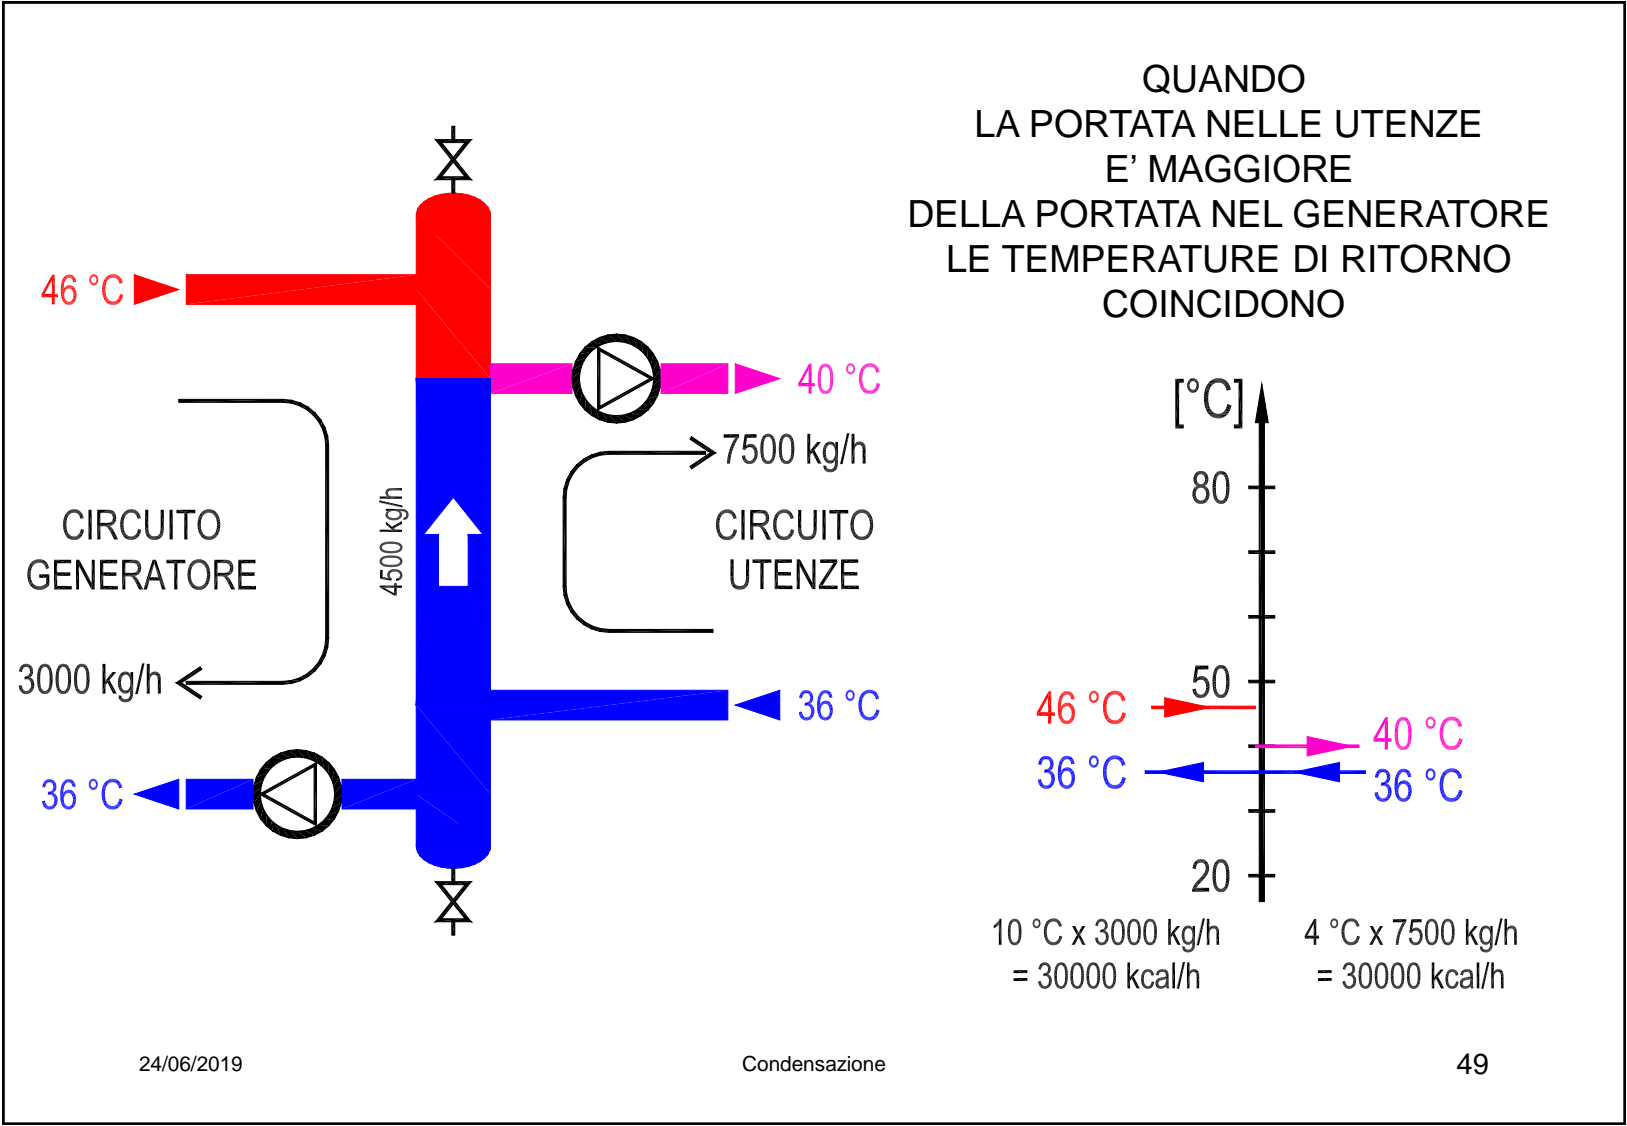 QUANDO
LA PORTATA NELLE UTENZE
E’ MAGGIORE
DELLA PORTATA NEL GENERATORE
LE TEMPERATURE DI RITORNO
COINCIDONO
46 °C
40 °C
7500 kg/h
4500 kg/h
CIRCUITO
GENERATORE
CIRCUITO
UTENZE
3000 kg/h
36 °C
36 °C
[°C]
80
50
46 °C
40 °C
36 °C
36 °C
20
10 °C x 3000 kg/h
= 30000 kcal/h
4 °C x 7500 kg/h
= 30000 kcal/h
24/06/2019
Condensazione
49